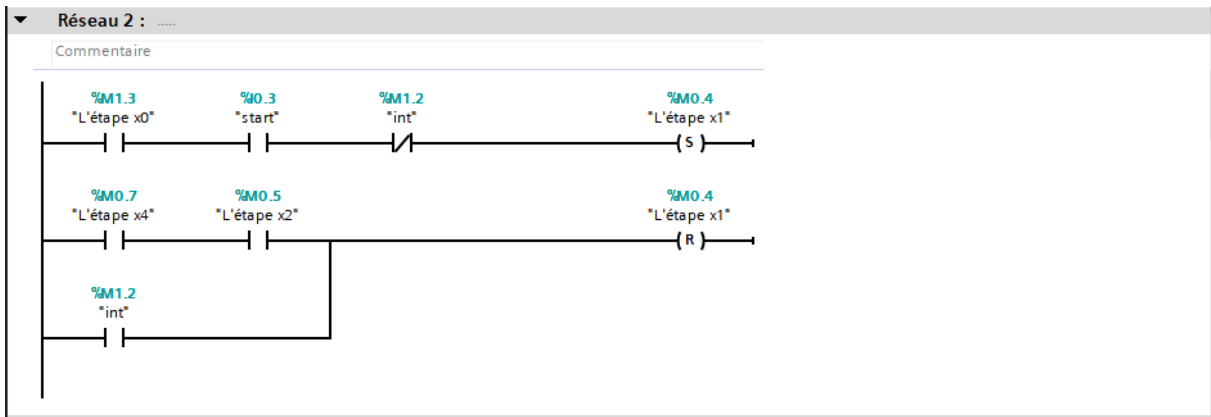 Réseau 2 : .....
Commentaire
%M1.3 %I0.3 %M1.2 %M0.4
"L'étape x0" "start" "int" "L'étape x1"
S
%M0.7 %M0.5 %M0.4
"L'étape x4" "L'étape x2" "L'étape x1"
R
%M1.2
"int"